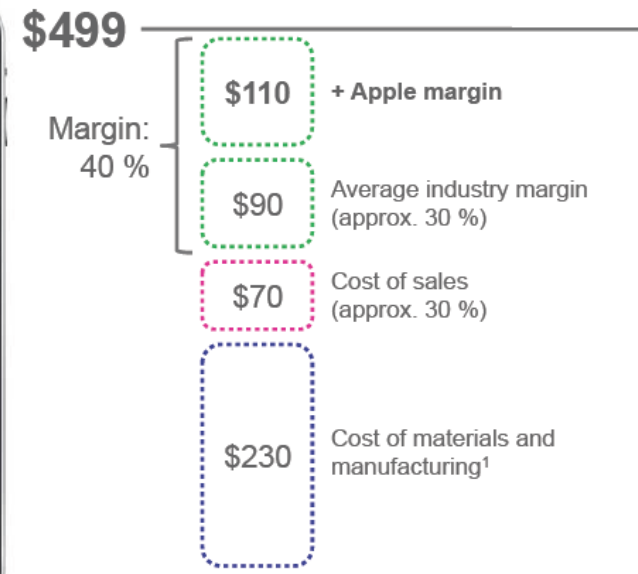 $499
$110
+ Apple margin
Margin:
40 %
$90
Average industry margin
(approx. 30 %)
$70
Cost of sales
(approx. 30 %)
$230
Cost of materials and
manufacturing¹